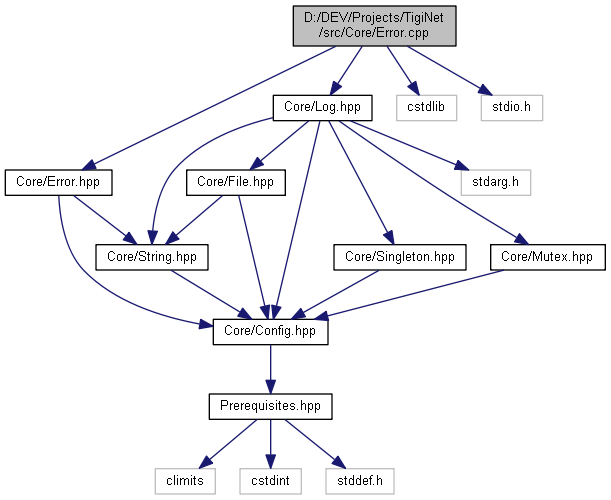 D:/DEV/Projects/TigiNet
/src/Core/Error.cpp
Core/Log.hpp
cstdlib
stdio.h
Core/Error.hpp
Core/File.hpp
stdarg.h
Core/String.hpp
Core/Singleton.hpp
Core/Mutex.hpp
Core/Config.hpp
Prerequisites.hpp
climits
cstdint
stddef.h